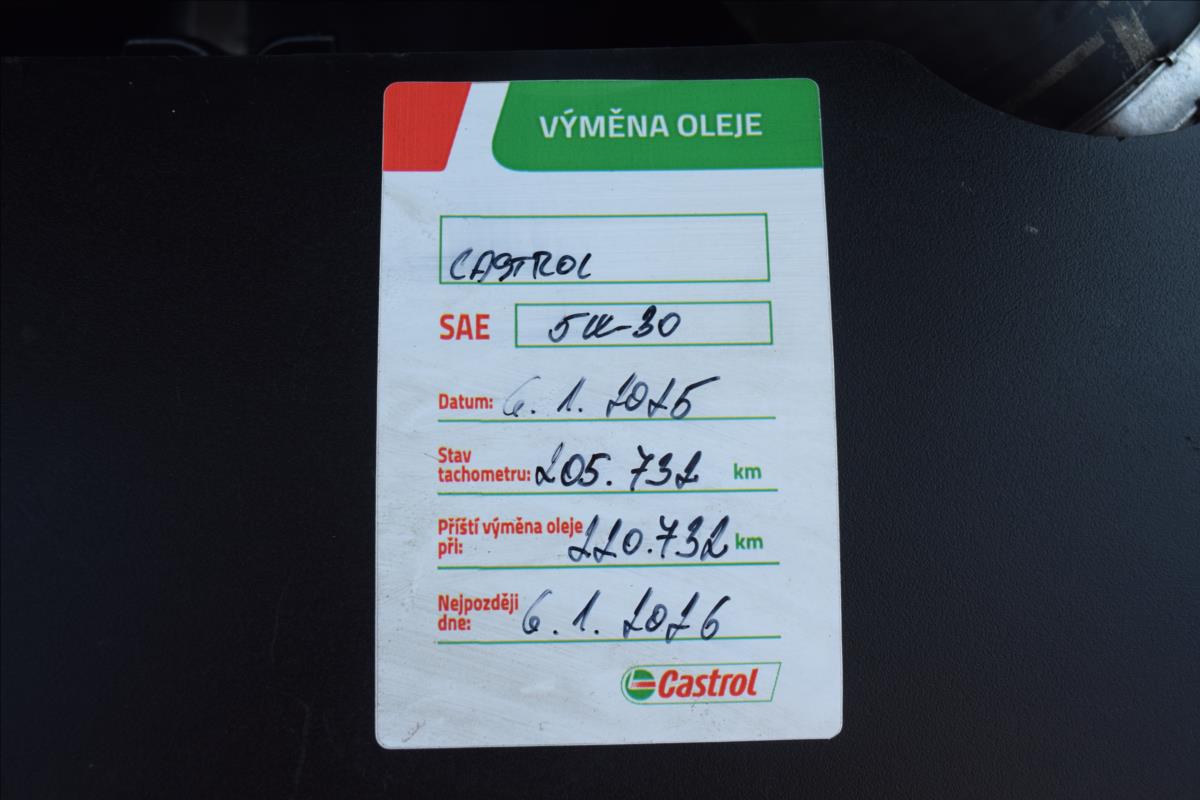 VÝMĚNA OLEJE
CASTROL
SAE 5W-30
Datum: 6. 1. 2025
Stav
tachometru: 205.732 km
Příští výměna oleje
při: 220.732 km
Nejpozději
dne: 6. 1. 2026
Castrol